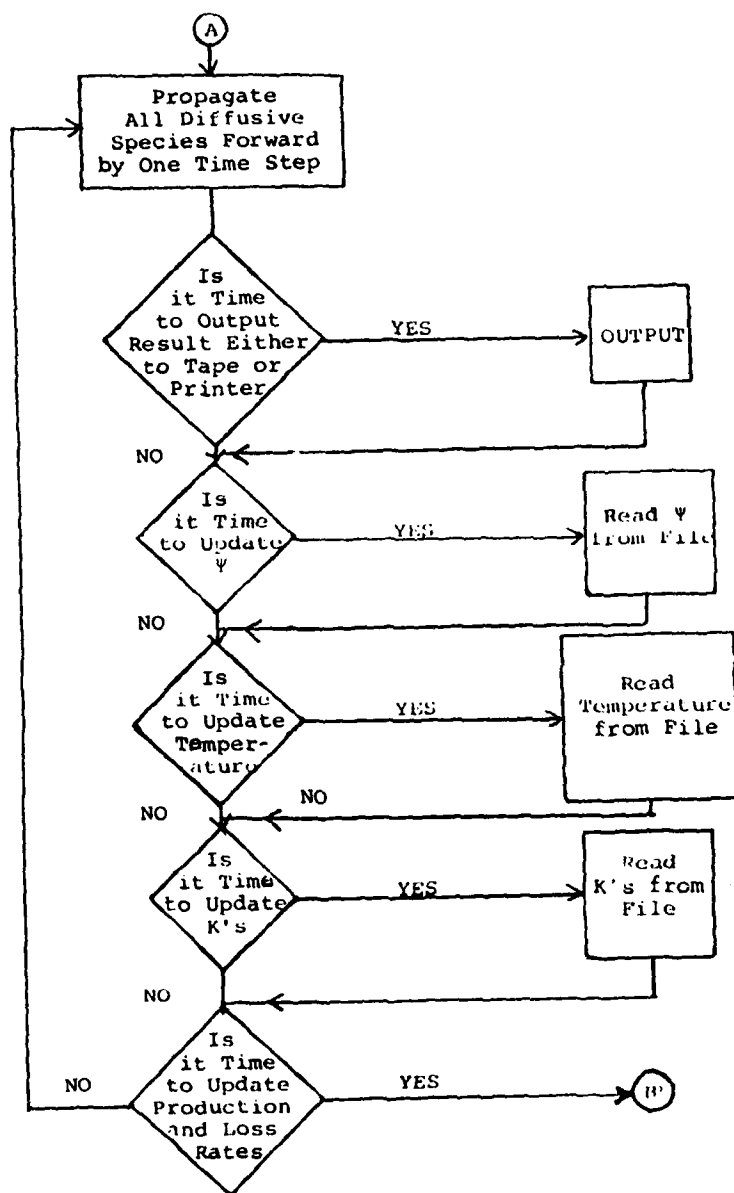 A
Propagate
All Diffusive
Species Forward
by One Time Step
Is
it Time
to Output
Result Either
to Tape or
Printer
YES
OUTPUT
NO
Is
it Time
to Update
Ψ
YES
Read Ψ
from File
NO
Is
it Time
to Update
Temper-
ature
YES
Read
Temperature
from File
NO
NO
Is
it Time
to Update
K's
YES
Read
K's from
File
NO
Is
it Time
to Update
Production
and Loss
Rates
NO
YES